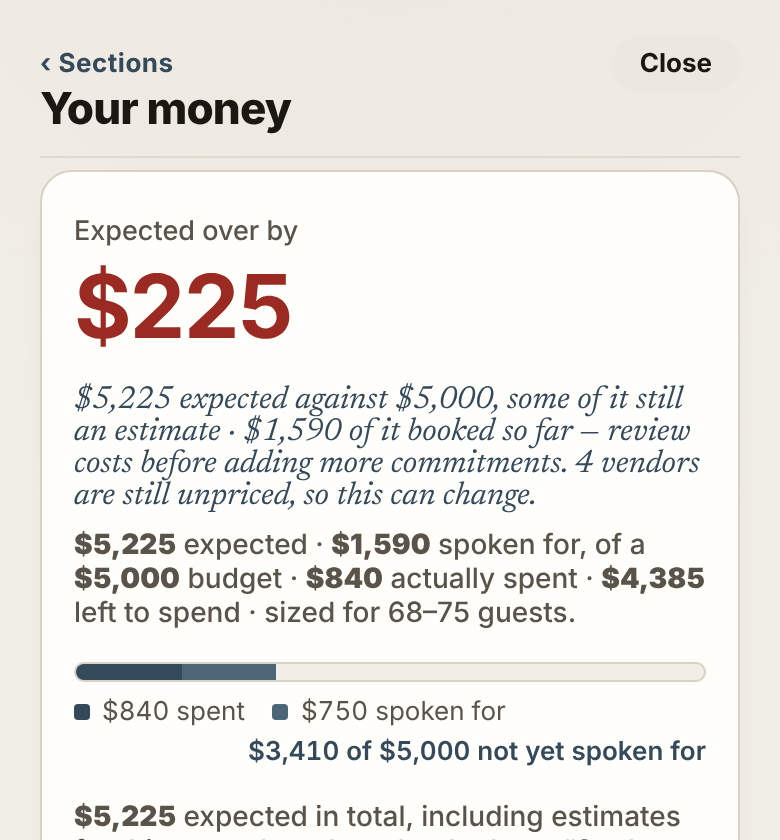 ‹ Sections
Close
Your money
Expected over by
$225
$5,225 expected against $5,000, some of it still
an estimate · $1,590 of it booked so far – review
costs before adding more commitments. 4 vendors
are still unpriced, so this can change.
$5,225 expected · $1,590 spoken for, of a
$5,000 budget · $840 actually spent · $4,385
left to spend · sized for 68–75 guests.
$840 spent
$750 spoken for
$3,410 of $5,000 not yet spoken for
$5,225 expected in total, including estimates